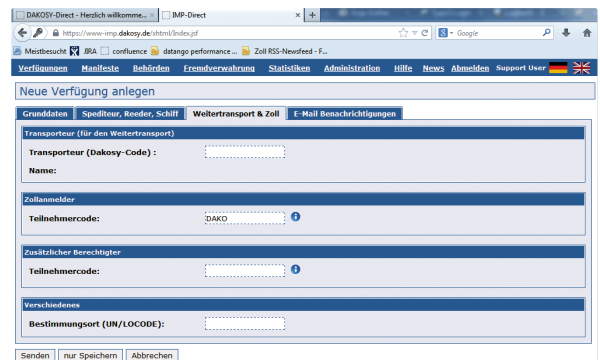 DAKOSY-Direct - Herzlich willkomme... × IMP-Direct × +
https://www-imp.dakosy.de/xhtml/Index.jsf Google
Meistbesucht JIRA confluence datango performance ... Zoll RSS-Newsfeed - F...
Verfügungen Manifeste Behörden Fremdverwahrung Statistiken Administration Hilfe News Abmelden Support User
Neue Verfügung anlegen
Grunddaten Spediteur, Reeder, Schiff Weitertransport & Zoll E-Mail Benachrichtigungen
Transporteur (für den Weitertransport)
Transporteur (Dakosy-Code) :
Name:
Zollanmelder
Teilnehmercode: DAKO
Zusätzlicher Berechtigter
Teilnehmercode:
Verschiedenes
Bestimmungsort (UN/LOCODE):
Senden nur Speichern Abbrechen